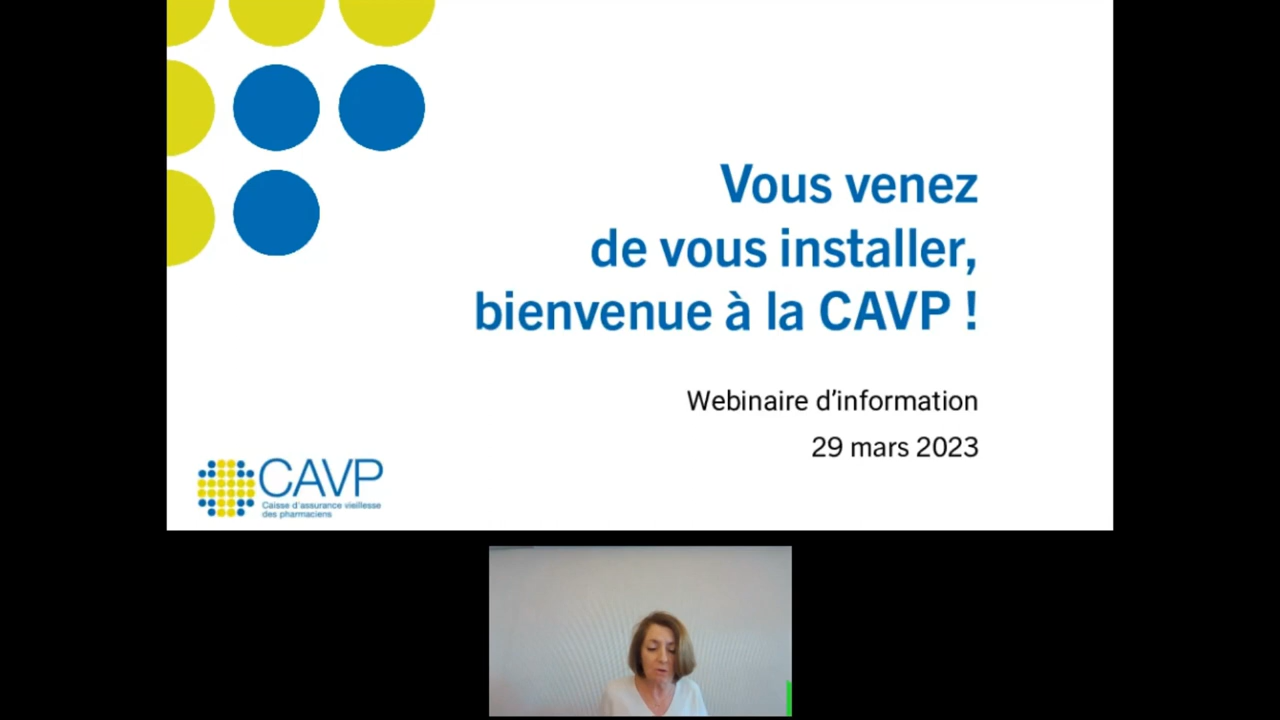 Vous venez
de vous installer,
bienvenue à la CAVP !
Webinaire d'information
29 mars 2023
CAVP
Caisse d'assurance vieillesse
des pharmaciens